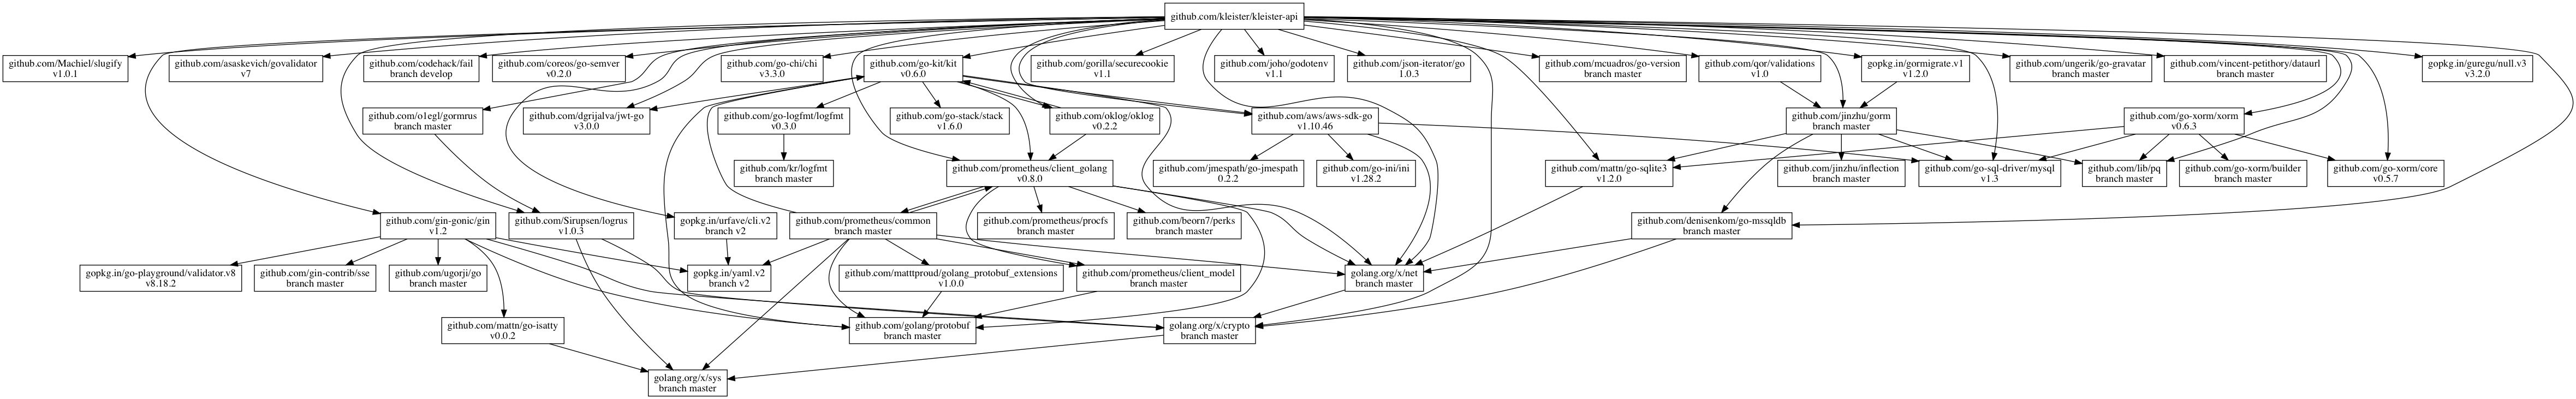 github.com/kleister/kleister-api
github.com/Machiel/slugify
v1.0.1
github.com/asaskevich/govalidator
v7
github.com/codehack/fail
branch develop
github.com/coreos/go-semver
v0.2.0
github.com/go-chi/chi
v3.3.0
github.com/go-kit/kit
v0.6.0
github.com/gorilla/securecookie
v1.1
github.com/joho/godotenv
v1.1
github.com/json-iterator/go
1.0.3
github.com/mcuadros/go-version
branch master
github.com/qor/validations
v1.0
gopkg.in/gormigrate.v1
v1.2.0
github.com/ungerik/go-gravatar
branch master
github.com/vincent-petithory/dataurl
branch master
gopkg.in/guregu/null.v3
v3.2.0
github.com/o1egl/gormrus
branch master
github.com/dgrijalva/jwt-go
v3.0.0
github.com/go-logfmt/logfmt
v0.3.0
github.com/go-stack/stack
v1.6.0
github.com/oklog/oklog
v0.2.2
github.com/aws/aws-sdk-go
v1.10.46
github.com/jinzhu/gorm
branch master
github.com/go-xorm/xorm
v0.6.3
github.com/kr/logfmt
branch master
github.com/prometheus/client_golang
v0.8.0
github.com/jmespath/go-jmespath
0.2.2
github.com/go-ini/ini
v1.28.2
github.com/mattn/go-sqlite3
v1.2.0
github.com/jinzhu/inflection
branch master
github.com/go-sql-driver/mysql
v1.3
github.com/lib/pq
branch master
github.com/go-xorm/builder
branch master
github.com/go-xorm/core
v0.5.7
github.com/gin-gonic/gin
v1.2
github.com/Sirupsen/logrus
v1.0.3
gopkg.in/urfave/cli.v2
branch v2
github.com/prometheus/common
branch master
github.com/prometheus/procfs
branch master
github.com/beorn7/perks
branch master
github.com/denisenkom/go-mssqldb
branch master
gopkg.in/go-playground/validator.v8
v8.18.2
github.com/gin-contrib/sse
branch master
github.com/ugorji/go
branch master
gopkg.in/yaml.v2
branch v2
github.com/matttproud/golang_protobuf_extensions
v1.0.0
github.com/prometheus/client_model
branch master
golang.org/x/net
branch master
github.com/mattn/go-isatty
v0.0.2
github.com/golang/protobuf
branch master
golang.org/x/crypto
branch master
golang.org/x/sys
branch master